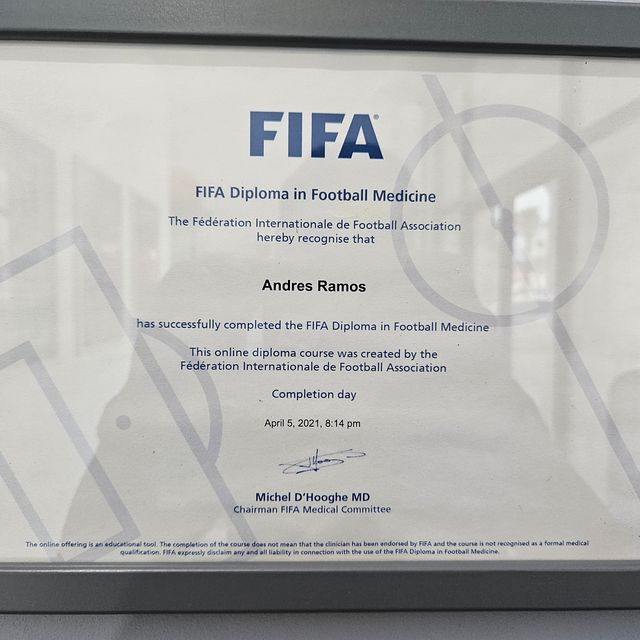 FIFA®
FIFA Diploma in Football Medicine
The Fédération Internationale de Football Association
hereby recognise that
Andres Ramos
has successfully completed the FIFA Diploma in Football Medicine
This online diploma course was created by the
Fédération Internationale de Football Association
Completion day
April 5, 2021, 8:14 pm
Michel D'Hooghe MD
Chairman FIFA Medical Committee
The online offering is an educational tool. The completion of the course does not mean that the clinician has been endorsed by FIFA and the course is not recognised as a formal medical
qualification. FIFA expressly disclaim any and all liability in connection with the use of the FIFA Diploma in Football Medicine.